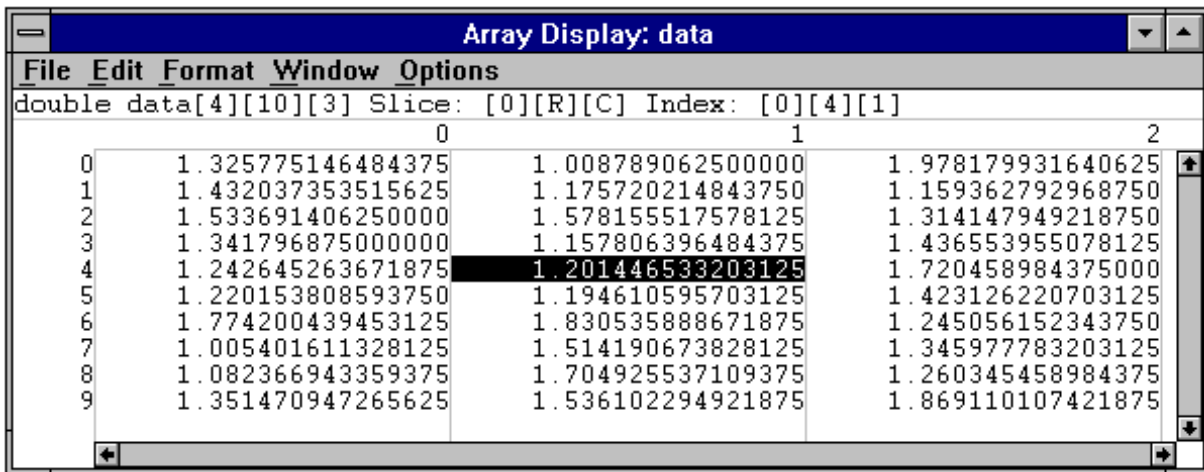 Array Display: data
File Edit Format Window Options
double data[4][10][3] Slice: [0][R][C] Index: [0][4][1]
0 1 2
0 1.325775146484375 1.008789062500000 1.978179931640625
1 1.432037353515625 1.175720214843750 1.159362792968750
2 1.533691406250000 1.578155517578125 1.314147949218750
3 1.341796875000000 1.157806396484375 1.436553955078125
4 1.242645263671875 1.201446533203125 1.720458984375000
5 1.220153808593750 1.194610595703125 1.423126220703125
6 1.774200439453125 1.830535888671875 1.245056152343750
7 1.005401611328125 1.514190673828125 1.345977783203125
8 1.082366943359375 1.704925537109375 1.260345458984375
9 1.351470947265625 1.536102294921875 1.869110107421875